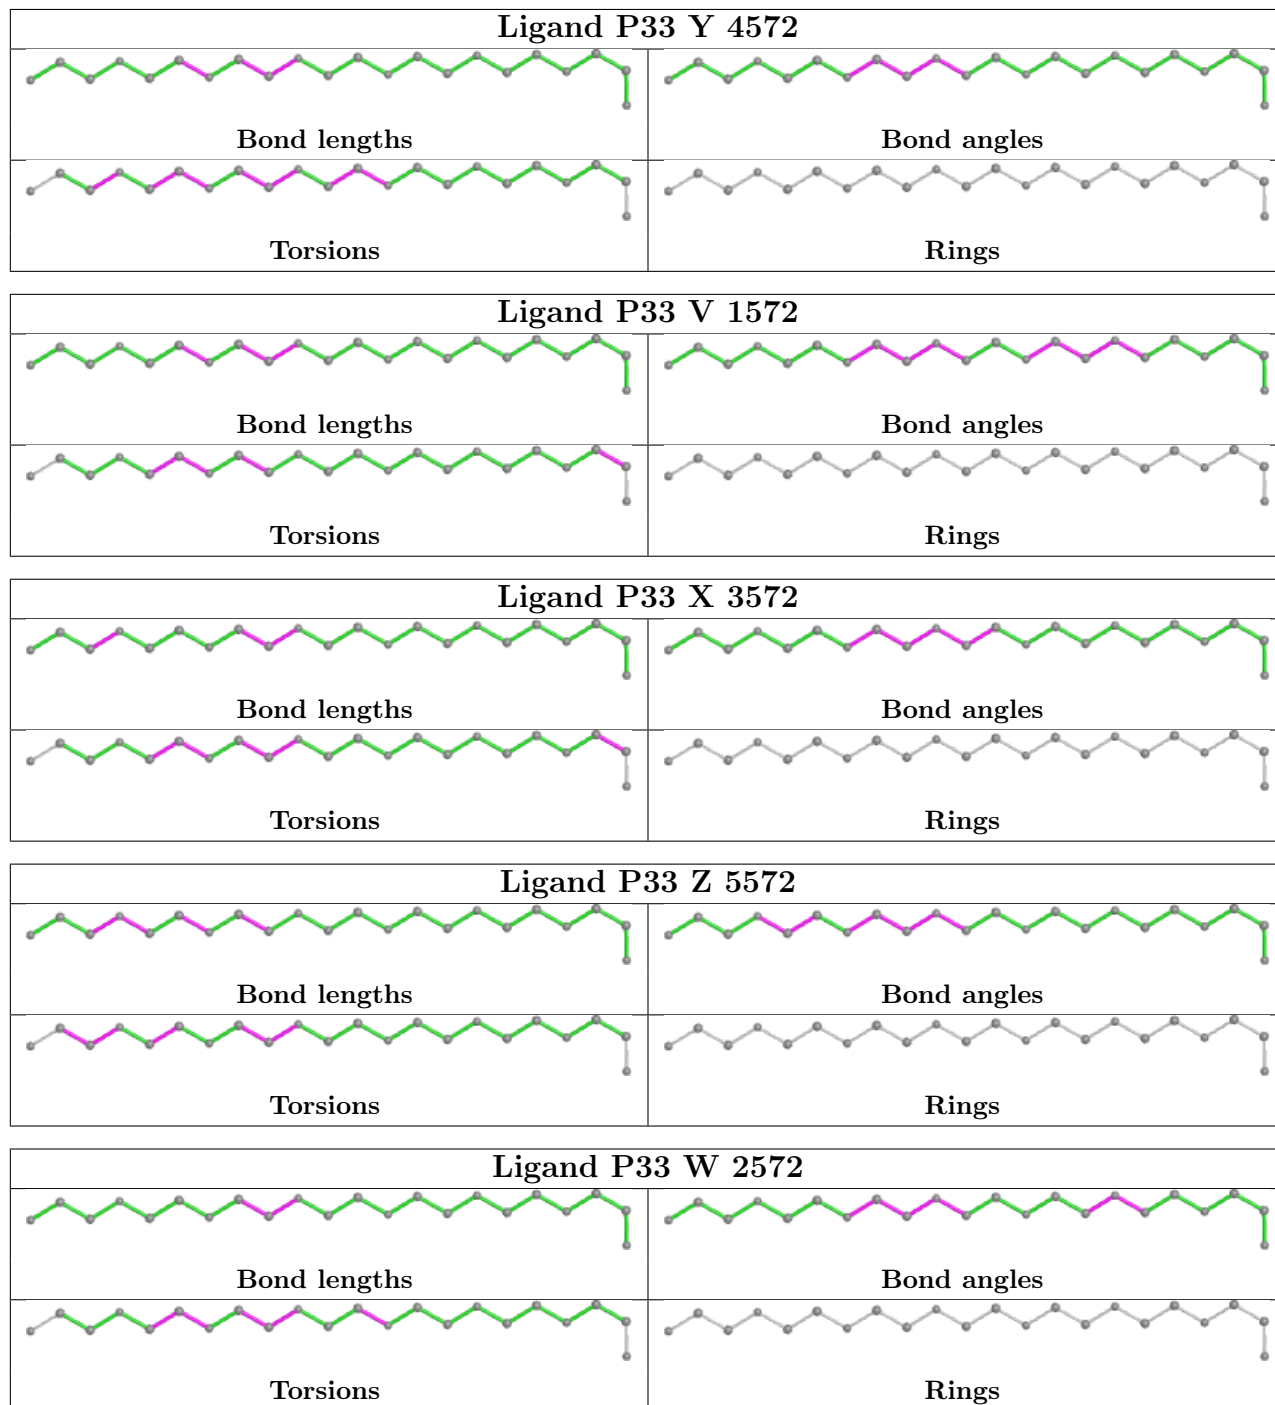 Ligand P33 Y 4572
Bond lengths Bond angles
Torsions Rings
Ligand P33 V 1572
Bond lengths Bond angles
Torsions Rings
Ligand P33 X 3572
Bond lengths Bond angles
Torsions Rings
Ligand P33 Z 5572
Bond lengths Bond angles
Torsions Rings
Ligand P33 W 2572
Bond lengths Bond angles
Torsions Rings